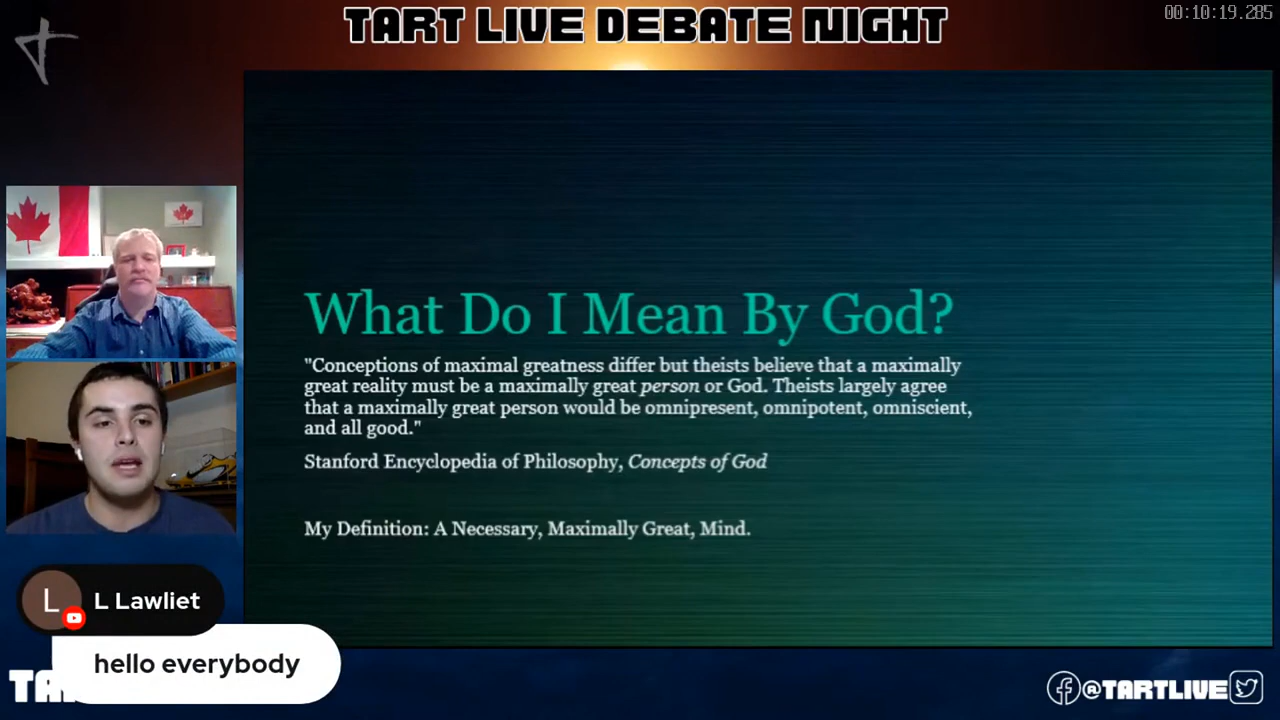 00:10:19.285
TART LIVE DEBATE NIGHT
What Do I Mean By God?
"Conceptions of maximal greatness differ but theists believe that a maximally
great reality must be a maximally great person or God. Theists largely agree
that a maximally great person would be omnipresent, omnipotent, omniscient,
and all good."
Stanford Encyclopedia of Philosophy, Concepts of God
My Definition: A Necessary, Maximally Great, Mind.
L
L Lawliet
hello everybody
@TARTLIVE